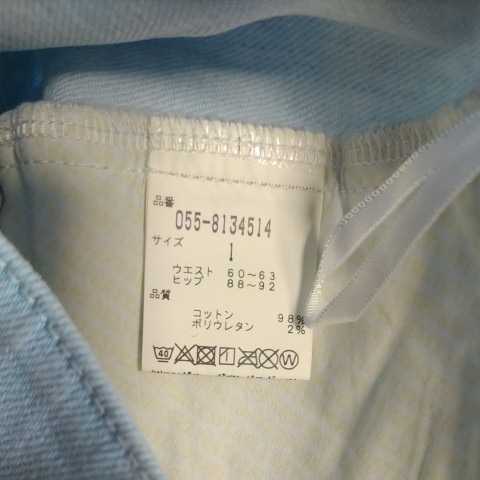 品番
055-8134514
サイズ
1
ウエスト 60～63
ヒップ 88～92
品質
コットン 98%
ポリウレタン 2%
40